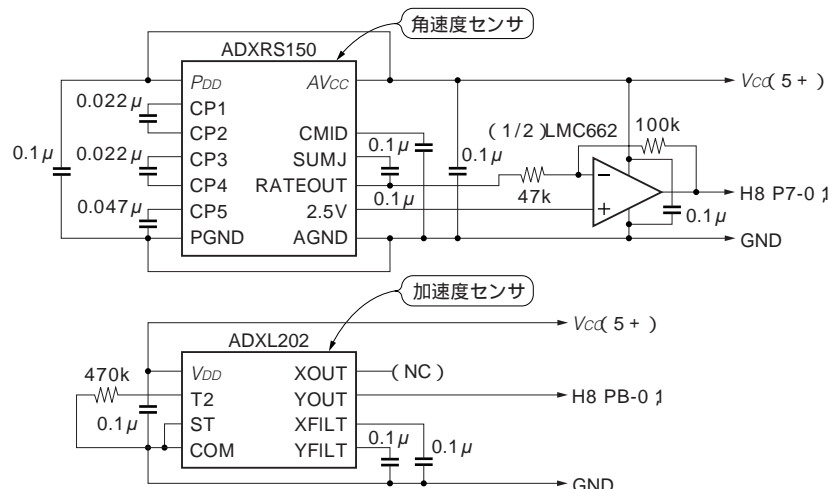 角速度センサ
ADXRS150
PDD
AVCC
VCC(5+)
0.022μ
CP1
CP2
CMID
0.1μ
0.1μ
(1/2)LMC662
100k
0.1μ
0.022μ
CP3
SUMJ
CP4
RATEOUT
0.1μ
47k
−
+
H8 P7-0
0.1μ
0.047μ
CP5
2.5V
PGND
AGND
GND
加速度センサ
ADXL202
VCC(5+)
470k
VDD
XOUT
(NC)
T2
YOUT
H8 PB-0
0.1μ
ST
XFILT
0.1μ
0.1μ
COM
YFILT
GND